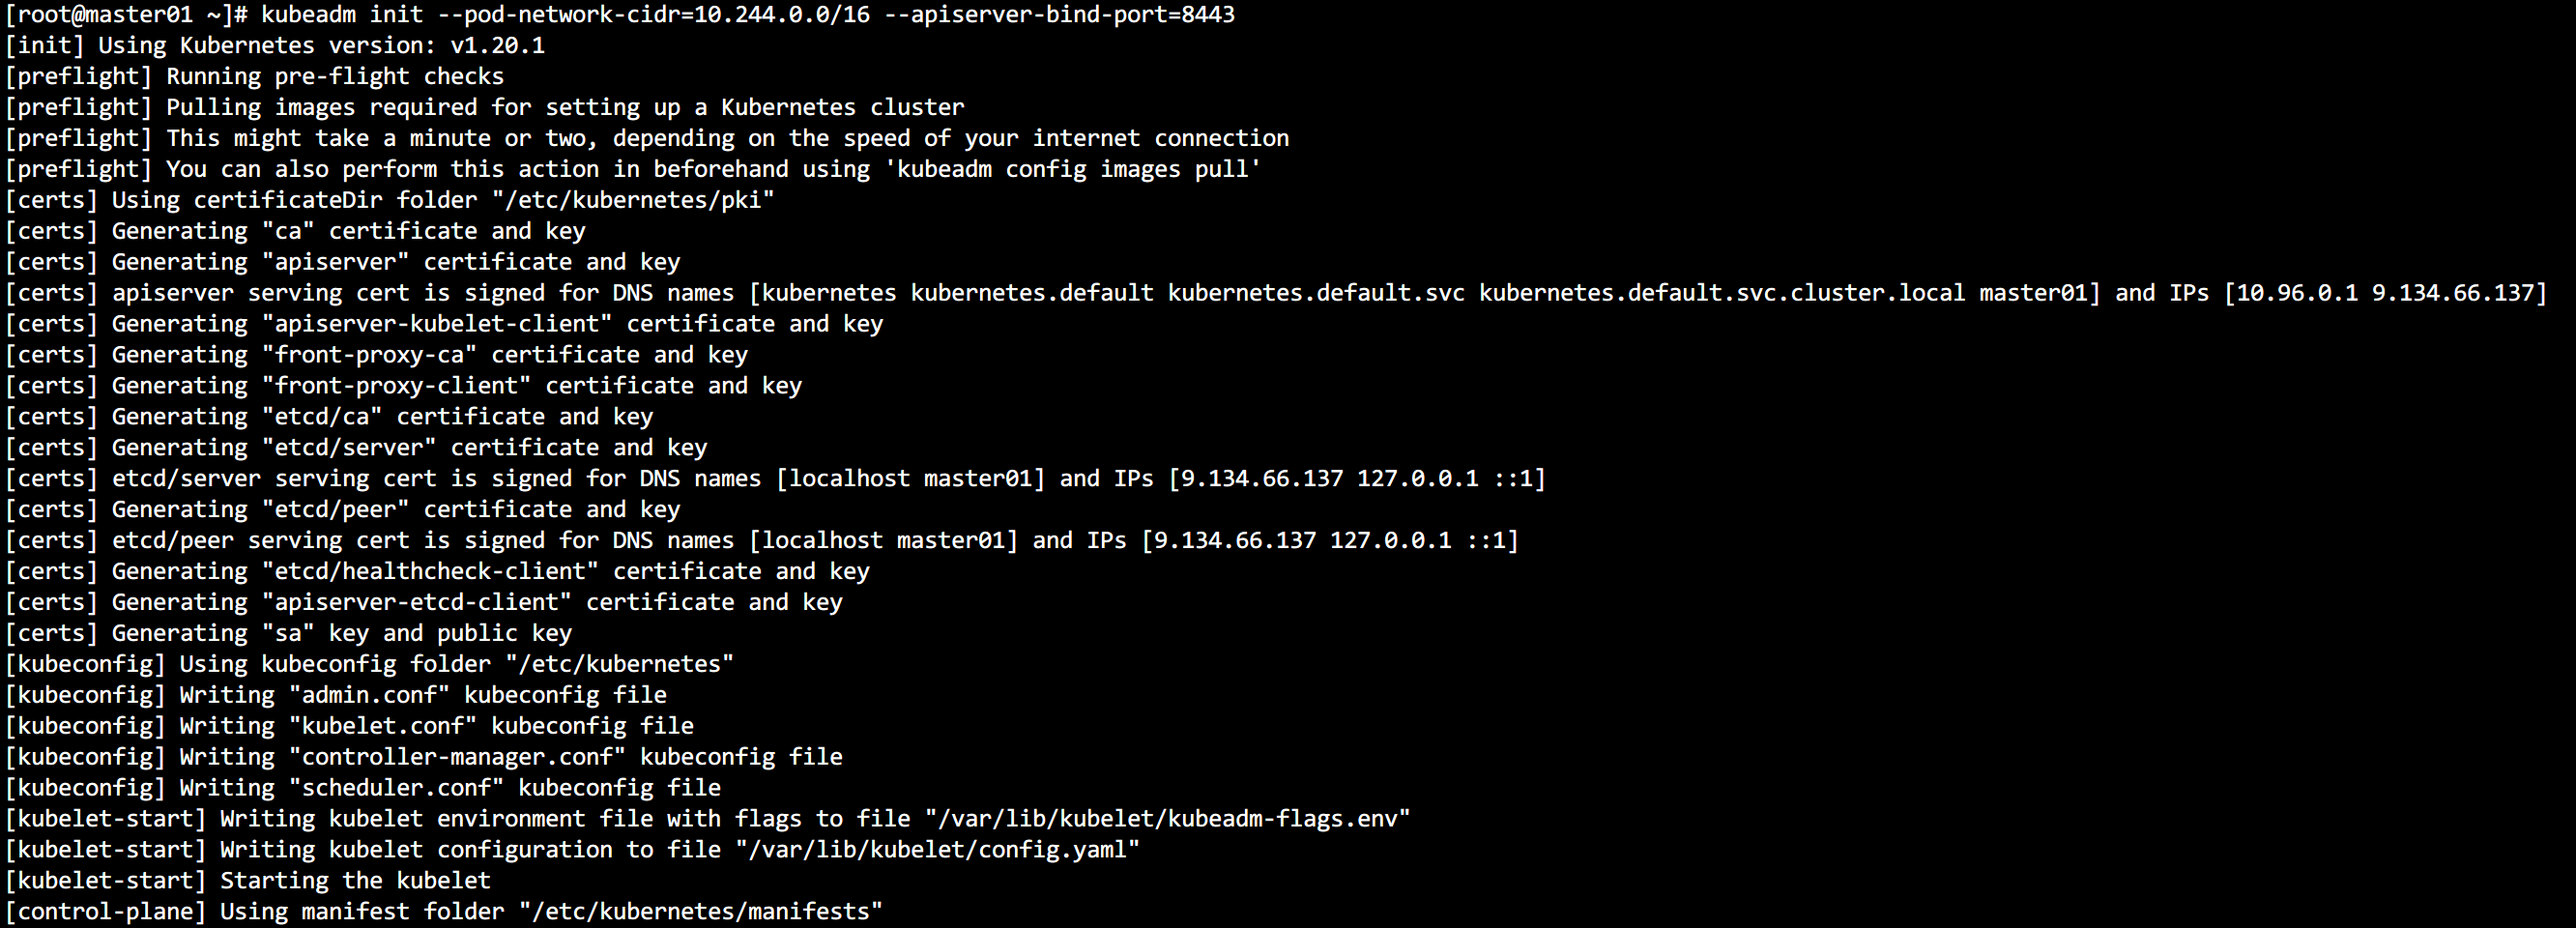 [root@master01 ~]# kubeadm init --pod-network-cidr=10.244.0.0/16 --apiserver-bind-port=8443
[init] Using Kubernetes version: v1.20.1
[preflight] Running pre-flight checks
[preflight] Pulling images required for setting up a Kubernetes cluster
[preflight] This might take a minute or two, depending on the speed of your internet connection
[preflight] You can also perform this action in beforehand using 'kubeadm config images pull'
[certs] Using certificateDir folder "/etc/kubernetes/pki"
[certs] Generating "ca" certificate and key
[certs] Generating "apiserver" certificate and key
[certs] apiserver serving cert is signed for DNS names [kubernetes kubernetes.default kubernetes.default.svc kubernetes.default.svc.cluster.local master01] and IPs [10.96.0.1 9.134.66.137]
[certs] Generating "apiserver-kubelet-client" certificate and key
[certs] Generating "front-proxy-ca" certificate and key
[certs] Generating "front-proxy-client" certificate and key
[certs] Generating "etcd/ca" certificate and key
[certs] Generating "etcd/server" certificate and key
[certs] etcd/server serving cert is signed for DNS names [localhost master01] and IPs [9.134.66.137 127.0.0.1 ::1]
[certs] Generating "etcd/peer" certificate and key
[certs] etcd/peer serving cert is signed for DNS names [localhost master01] and IPs [9.134.66.137 127.0.0.1 ::1]
[certs] Generating "etcd/healthcheck-client" certificate and key
[certs] Generating "apiserver-etcd-client" certificate and key
[certs] Generating "sa" key and public key
[kubeconfig] Using kubeconfig folder "/etc/kubernetes"
[kubeconfig] Writing "admin.conf" kubeconfig file
[kubeconfig] Writing "kubelet.conf" kubeconfig file
[kubeconfig] Writing "controller-manager.conf" kubeconfig file
[kubeconfig] Writing "scheduler.conf" kubeconfig file
[kubelet-start] Writing kubelet environment file with flags to file "/var/lib/kubelet/kubeadm-flags.env"
[kubelet-start] Writing kubelet configuration to file "/var/lib/kubelet/config.yaml"
[kubelet-start] Starting the kubelet
[control-plane] Using manifest folder "/etc/kubernetes/manifests"